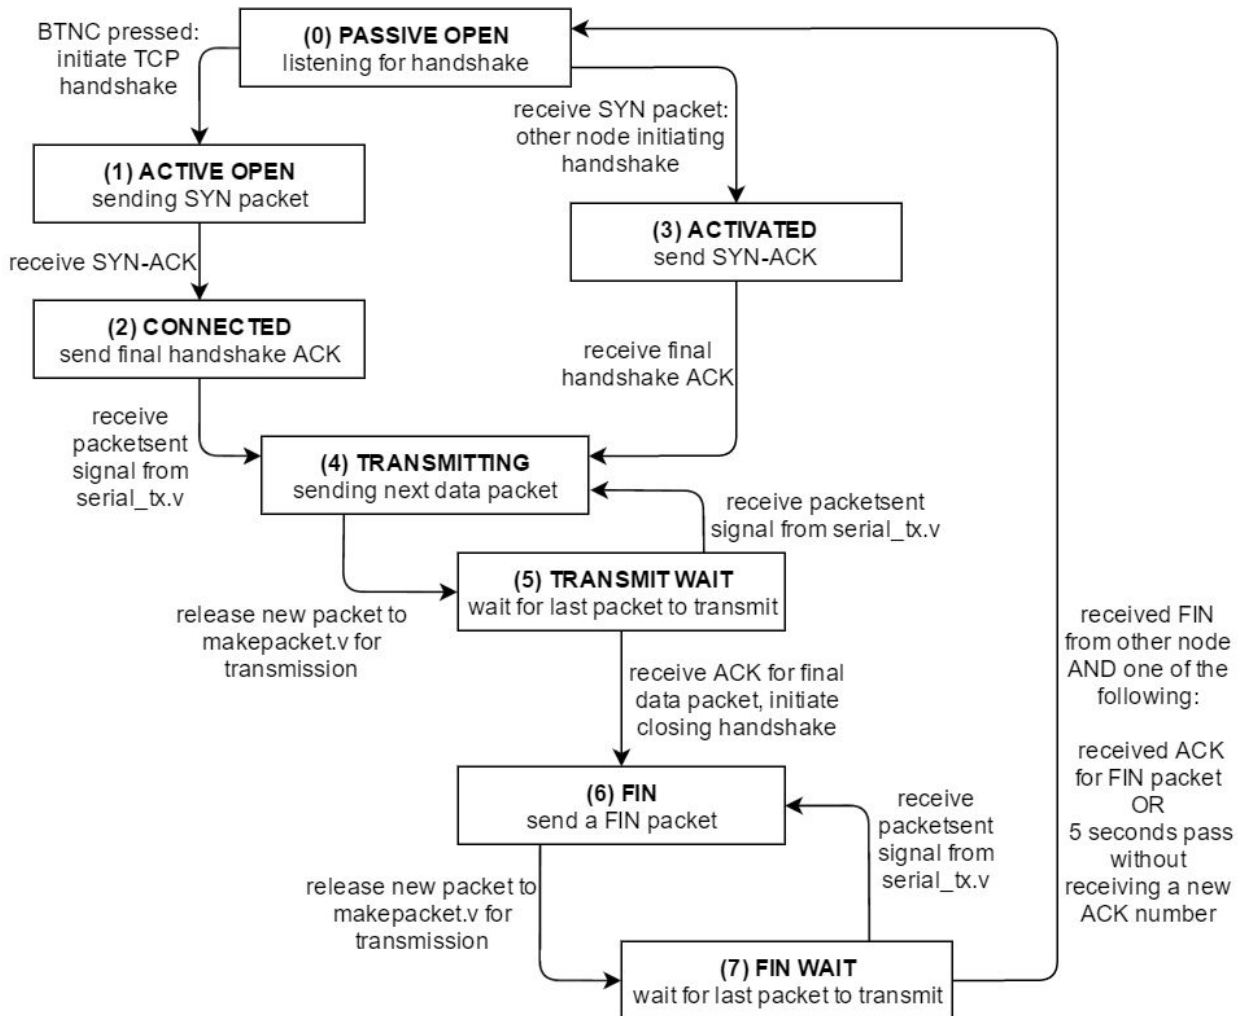 BTNC pressed:
initiate TCP
handshake
(0) PASSIVE OPEN
listening for handshake
receive SYN packet:
other node initiating
handshake
(1) ACTIVE OPEN
sending SYN packet
(3) ACTIVATED
send SYN-ACK
receive SYN-ACK
(2) CONNECTED
send final handshake ACK
receive final
handshake ACK
receive
packetsent
signal from
serial_tx.v
(4) TRANSMITTING
sending next data packet
receive packetsent
signal from serial_tx.v
(5) TRANSMIT WAIT
wait for last packet to transmit
release new packet to
makepacket.v for
transmission
receive ACK for final
data packet, initiate
closing handshake
received FIN
from other node
AND one of the
following:
received ACK
for FIN packet
OR
5 seconds pass
without
receiving a new
ACK number
(6) FIN
send a FIN packet
receive
packetsent
signal from
serial_tx.v
release new packet to
makepacket.v for
transmission
(7) FIN WAIT
wait for last packet to transmit